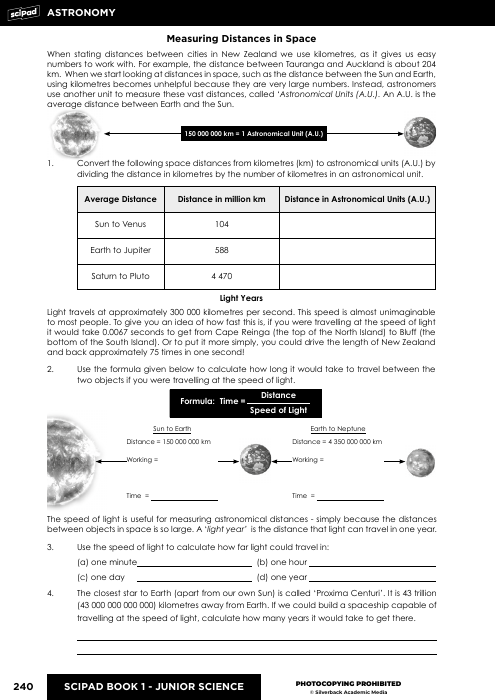 scipad ASTRONOMY
Measuring Distances in Space
When stating distances between cities in New Zealand we use kilometres, as it gives us easy
numbers to work with. For example, the distance between Tauranga and Auckland is about 204
km. When we start looking at distances in space, such as the distance between the Sun and Earth,
using kilometres becomes unhelpful because they are very large numbers. Instead, astronomers
use another unit to measure these vast distances, called 'Astronomical Units (A.U.). An A.U. is the
average distance between Earth and the Sun.
150 000 000 km = 1 Astronomical Unit (A.U.)
1. Convert the following space distances from kilometres (km) to astronomical units (A.U.) by
dividing the distance in kilometres by the number of kilometres in an astronomical unit.
Average Distance Distance in million km Distance in Astronomical Units (A.U.)
Sun to Venus 104
Earth to Jupiter 588
Saturn to Pluto 4 470
Light Years
Light travels at approximately 300 000 kilometres per second. This speed is almost unimaginable
to most people. To give you an idea of how fast this is, if you were travelling at the speed of light
it would take 0.0067 seconds to get from Cape Reinga (the top of the North Island) to Bluff (the
bottom of the South Island). Or to put it more simply, you could drive the length of New Zealand
and back approximately 75 times in one second!
2. Use the formula given below to calculate how long it would take to travel between the
two objects if you were travelling at the speed of light.
Formula: Time = Distance
Speed of Light
Sun to Earth Earth to Neptune
Distance = 150 000 000 km Distance = 4 350 000 000 km
Working = Working =
Time = Time =
The speed of light is useful for measuring astronomical distances - simply because the distances
between objects in space is so large. A 'light year' is the distance that light can travel in one year.
3. Use the speed of light to calculate how far light could travel in:
(a) one minute (b) one hour
(c) one day (d) one year
4. The closest star to Earth (apart from our own Sun) is called 'Proxima Centuri'. It is 43 trillion
(43 000 000 000 000) kilometres away from Earth. If we could build a spaceship capable of
travelling at the speed of light, calculate how many years it would take to get there.
240 SCIPAD BOOK 1 - JUNIOR SCIENCE PHOTOCOPYING PROHIBITED
© Silverback Academic Media